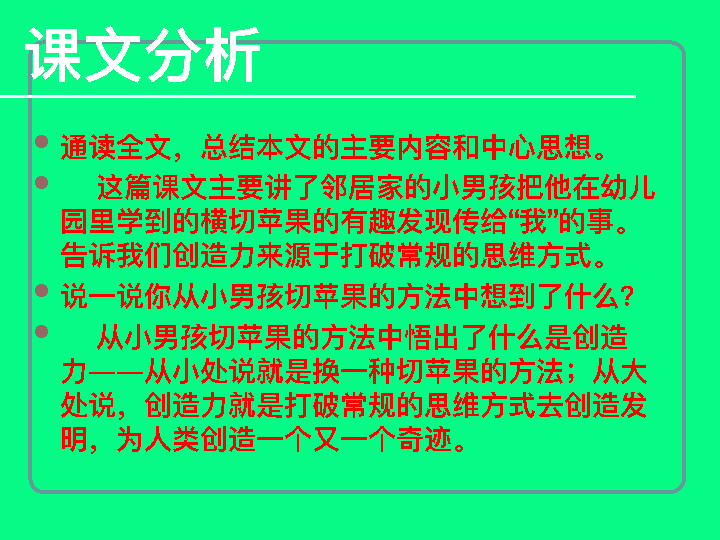 课文分析
通读全文，总结本文的主要内容和中心思想。
这篇课文主要讲了邻居家的小男孩把他在幼儿
园里学到的横切苹果的有趣发现传给“我”的事。
告诉我们创造力来源于打破常规的思维方式。
说一说你从小男孩切苹果的方法中想到了什么？
从小男孩切苹果的方法中悟出了什么是创造
力——从小处说就是换一种切苹果的方法；从大
处说，创造力就是打破常规的思维方式去创造发
明，为人类创造一个又一个奇迹。